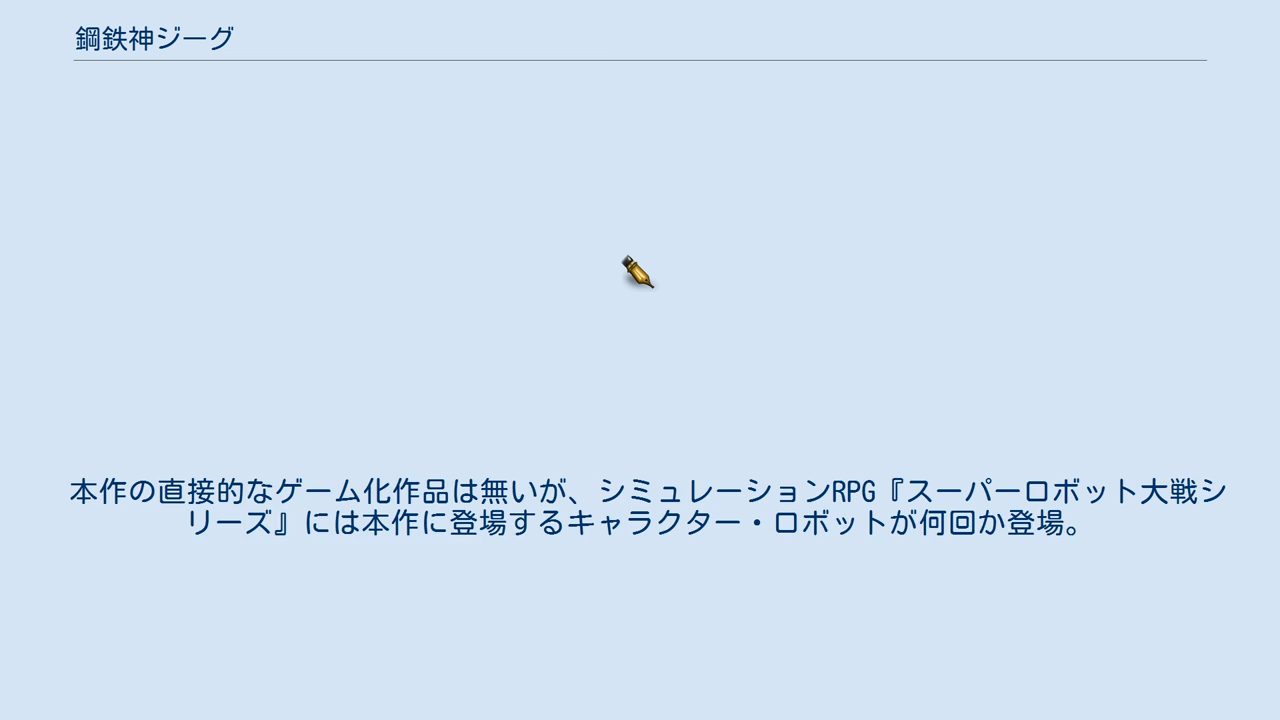 鋼鉄神ジーグ
本作の直接的なゲーム化作品は無いが、シミュレーションRPG『スーパーロボット大戦シ
リーズ』には本作に登場するキャラクター・ロボットが何回か登場。